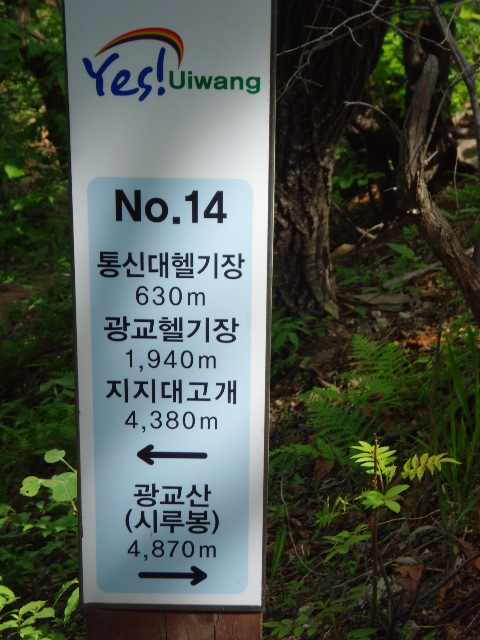 Yes! Uiwang
No.14
통신대헬기장
630m
광교헬기장
1,940m
지지대고개
4,380m
←
광교산
(시루봉)
4,870m
→